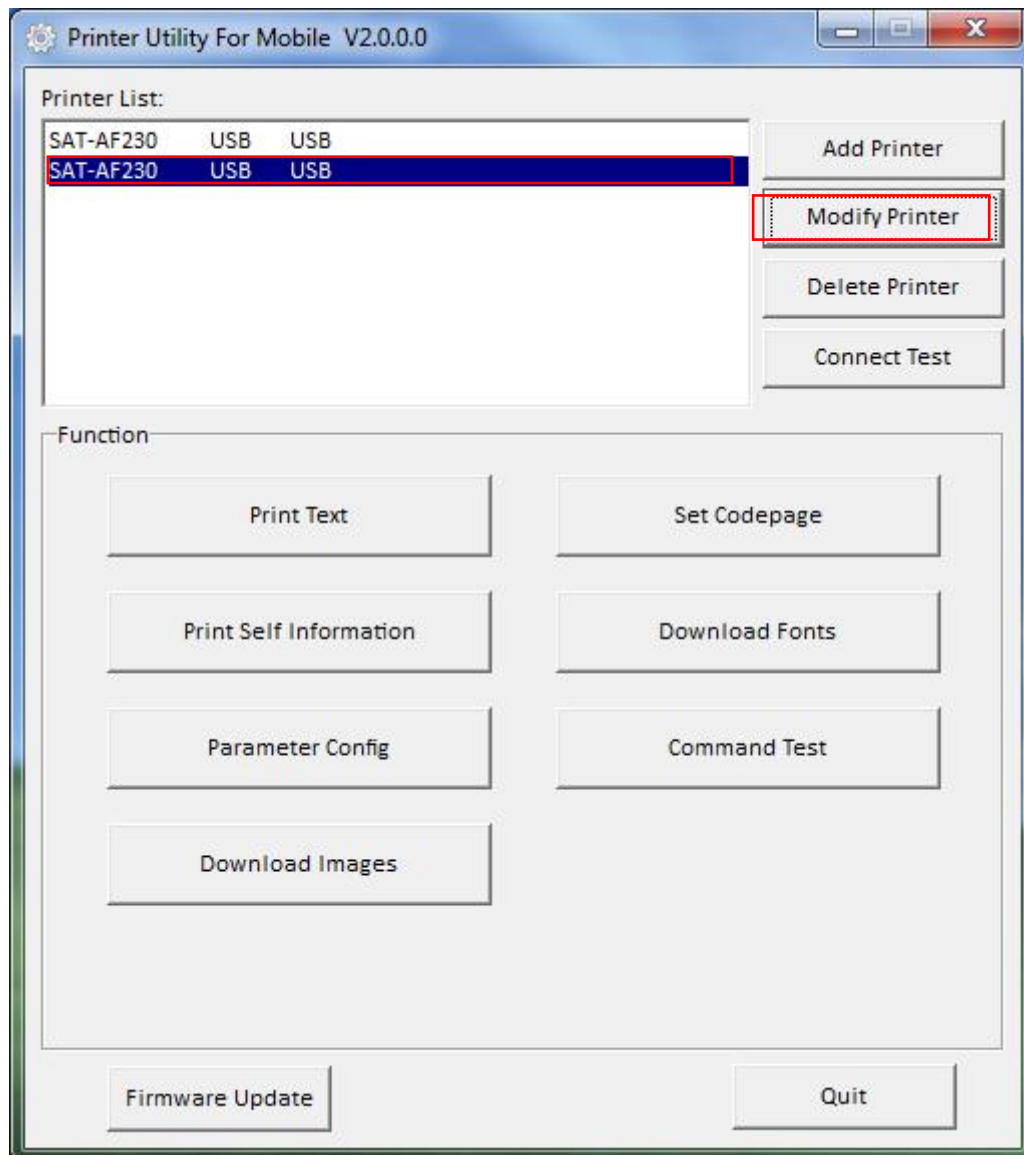 Printer Utility For Mobile V2.0.0.0
Printer List:
SAT-AF230 USB USB
SAT-AF230 USB USB
Add Printer
Modify Printer
Delete Printer
Connect Test
Function
Print Text
Set Codepage
Print Self Information
Download Fonts
Parameter Config
Command Test
Download Images
Firmware Update
Quit